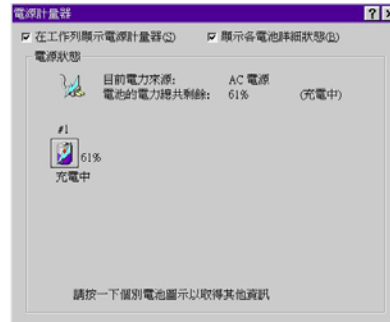 電源計量器
在工作列顯示電源計量器(S) 顯示各電池詳細狀態(B)
電源狀態
目前電力來源: AC 電源
電池的電力總共剩餘: 61% (充電中)
#1
61%
充電中
請按一下個別電池圖示以取得其他資訊